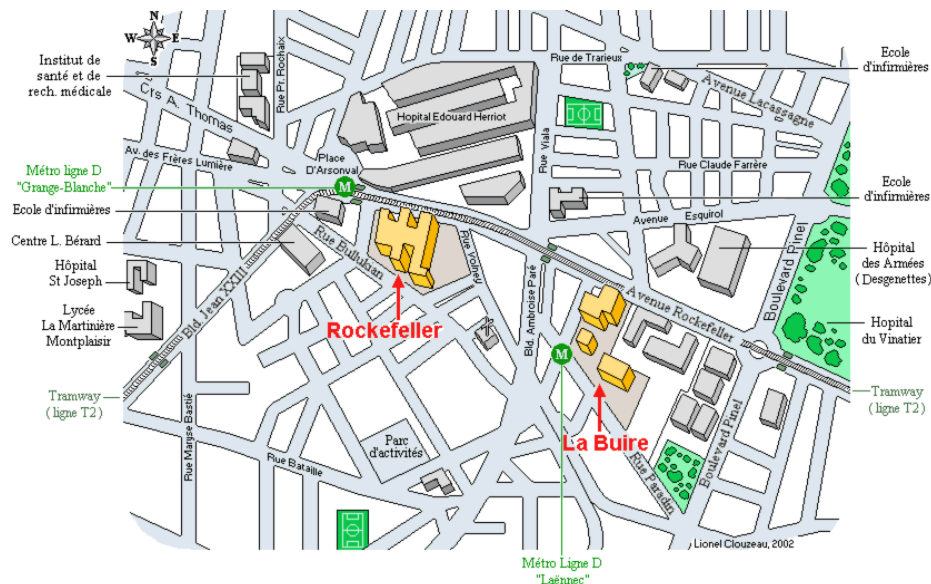 N
W E
S
Institut de
santé et de
rech. médicale
Crs A. Thomas
Rue Pr. Rochaix
Hopital Edouard Herriot
Rue de Trarieux
Avenue Lacassagne
Ecole
d'infirmières
Av. des Frères Lumière
Place
D'Arsonval
Rue Viala
Rue Claude Farrère
Métro ligne D
"Grange-Blanche"
M
Ecole d'infirmières
Ecole
d'infirmières
Avenue Esquirol
Centre L. Bérard
Rue Bullukian
Rue Volney
Boulevard Pinel
Hôpital
des Armées
(Desgenettes)
Hôpital
St Joseph
Bld. Jean XXIII
Rockefeller
Bld. Ambroise Paré
Avenue Rockefeller
Lycée
La Martinière
Montplaisir
Hopital
du Vinatier
M
Tramway
(ligne T2)
Tramway
(ligne T2)
Rue Maryse Bastié
La Buire
Boulevard Pinel
Parc
d'activités
Rue Bataille
Rue Paradin
Lionel Clouzeau, 2002
Métro Ligne D
"Laënnec"